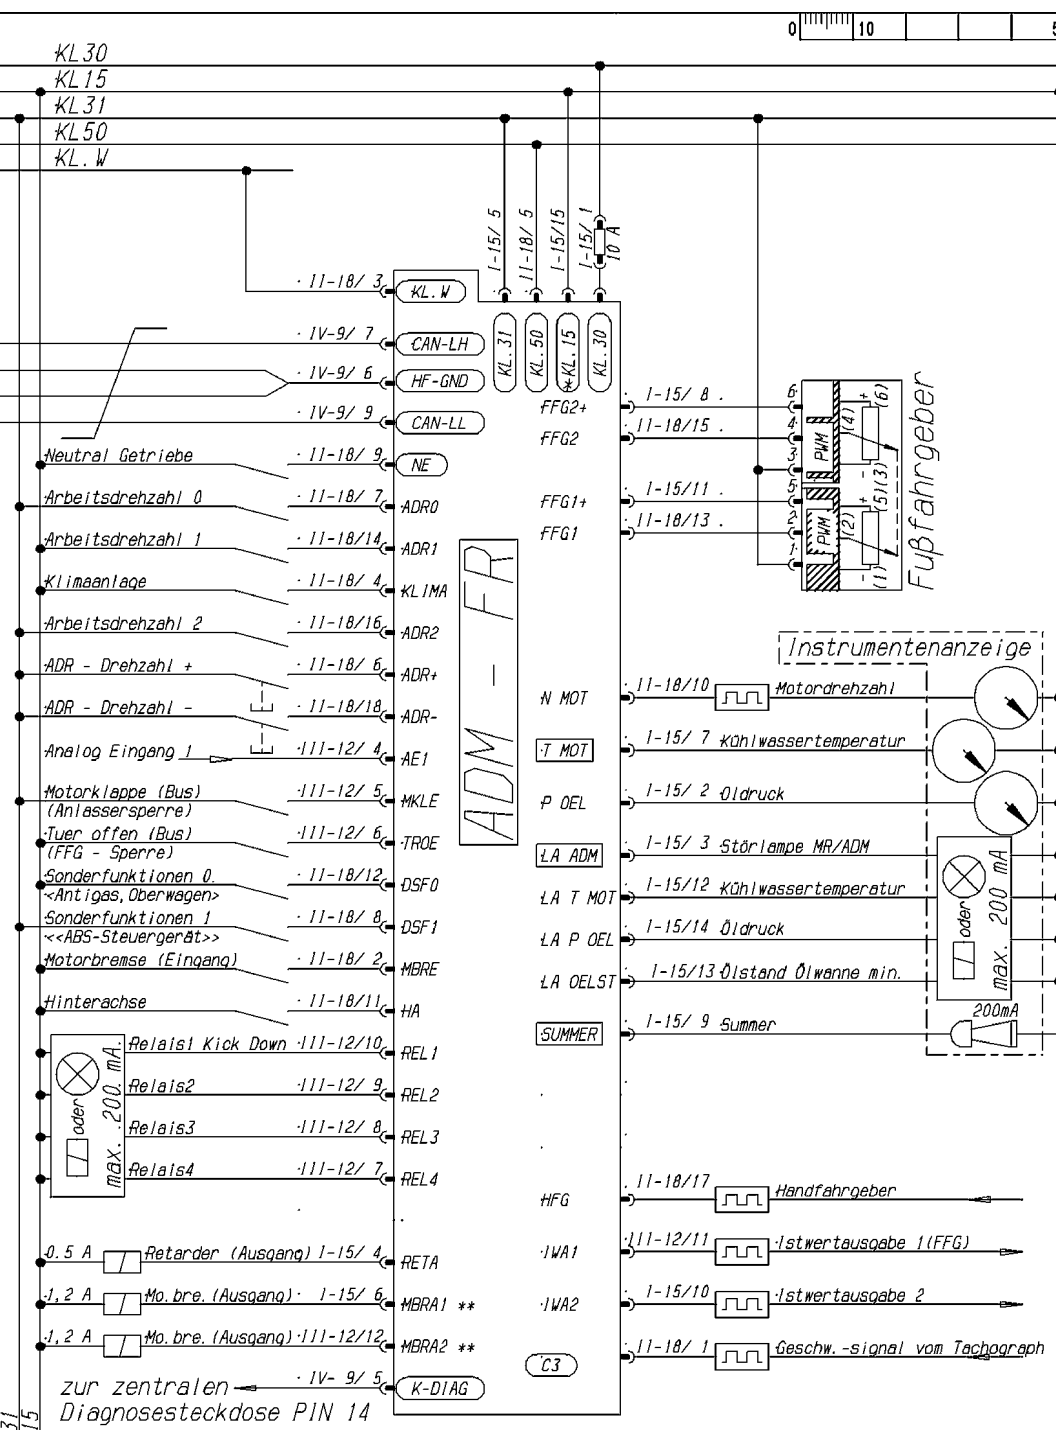 0 10 5
KL30
KL15
KL31
KL50
KL.W
I-15/ 5
II-18/ 5
I-15/15
I-15/ 1
10 A
II-18/ 3 KL.W
KL.31
KL.50
*KL.15
KL.30
IV-9/ 7 CAN-LH
IV-9/ 6 HF-GND
IV-9/ 9 CAN-LL
Neutral Getriebe II-18/ 9 NE
Arbeitsdrehzahl 0 II-18/ 7 ADR0
Arbeitsdrehzahl 1 II-18/14 ADR1
Klimaanlage II-18/ 4 KLIMA
Arbeitsdrehzahl 2 II-18/16 ADR2
ADR - Drehzahl + II-18/ 6 ADR+
ADR - Drehzahl - II-18/18 ADR-
Analog Eingang 1 III-12/ 4 AE1
Motorklappe (Bus) III-12/ 5 MKLE
(Anlassersperre)
Tuer offen (Bus) III-12/ 6 TROE
(FFG - Sperre)
Sonderfunktionen 0. II-18/12 DSF0
<Antigas,Oberwagen>
Sonderfunktionen 1 II-18/ 8 DSF1
<<ABS-Steuergerät>>
Motorbremse (Eingang) II-18/ 2 MBRE
Hinterachse II-18/11 HA
oder
max. 200 mA
Relais1 Kick Down III-12/10 REL1
Relais2 III-12/ 9 REL2
Relais3 III-12/ 8 REL3
Relais4 III-12/ 7 REL4
0.5 A Retarder (Ausgang) I-15/ 4 RETA
1,2 A Mo.bre.(Ausgang) I-15/ 6 MBRA1 **
1,2 A Mo.bre.(Ausgang) III-12/12 MBRA2 **
IV- 9/ 5 K-DIAG
zur zentralen
Diagnosesteckdose PIN 14
31
15
ADM - FR
FFG2+ I-15/ 8 6
FFG2 II-18/15 4
3
FFG1+ I-15/11 5
FFG1 II-18/13 2
1
PWM
(4)
+
(6)
-
(3)
PWM
(2)
+
(5)
-
(1)
Fußfahrgeber
Instrumentenanzeige
N MOT II-18/10 Motordrehzahl
T MOT I-15/ 7 Kühlwassertemperatur
P OEL I-15/ 2 Öldruck
LA ADM I-15/ 3 Störlampe MR/ADM
LA T MOT I-15/12 Kühlwassertemperatur
LA P OEL I-15/14 Öldruck
LA OELST I-15/13 Ölstand Ölwanne min.
oder
max. 200 mA
200mA
SUMMER I-15/ 9 Summer
HFG II-18/17 Handfahrgeber
IWA1 III-12/11 Istwertausgabe 1(FFG)
IWA2 I-15/10 Istwertausgabe 2
C3 II-18/ 1 Geschw.-signal vom Tachograph